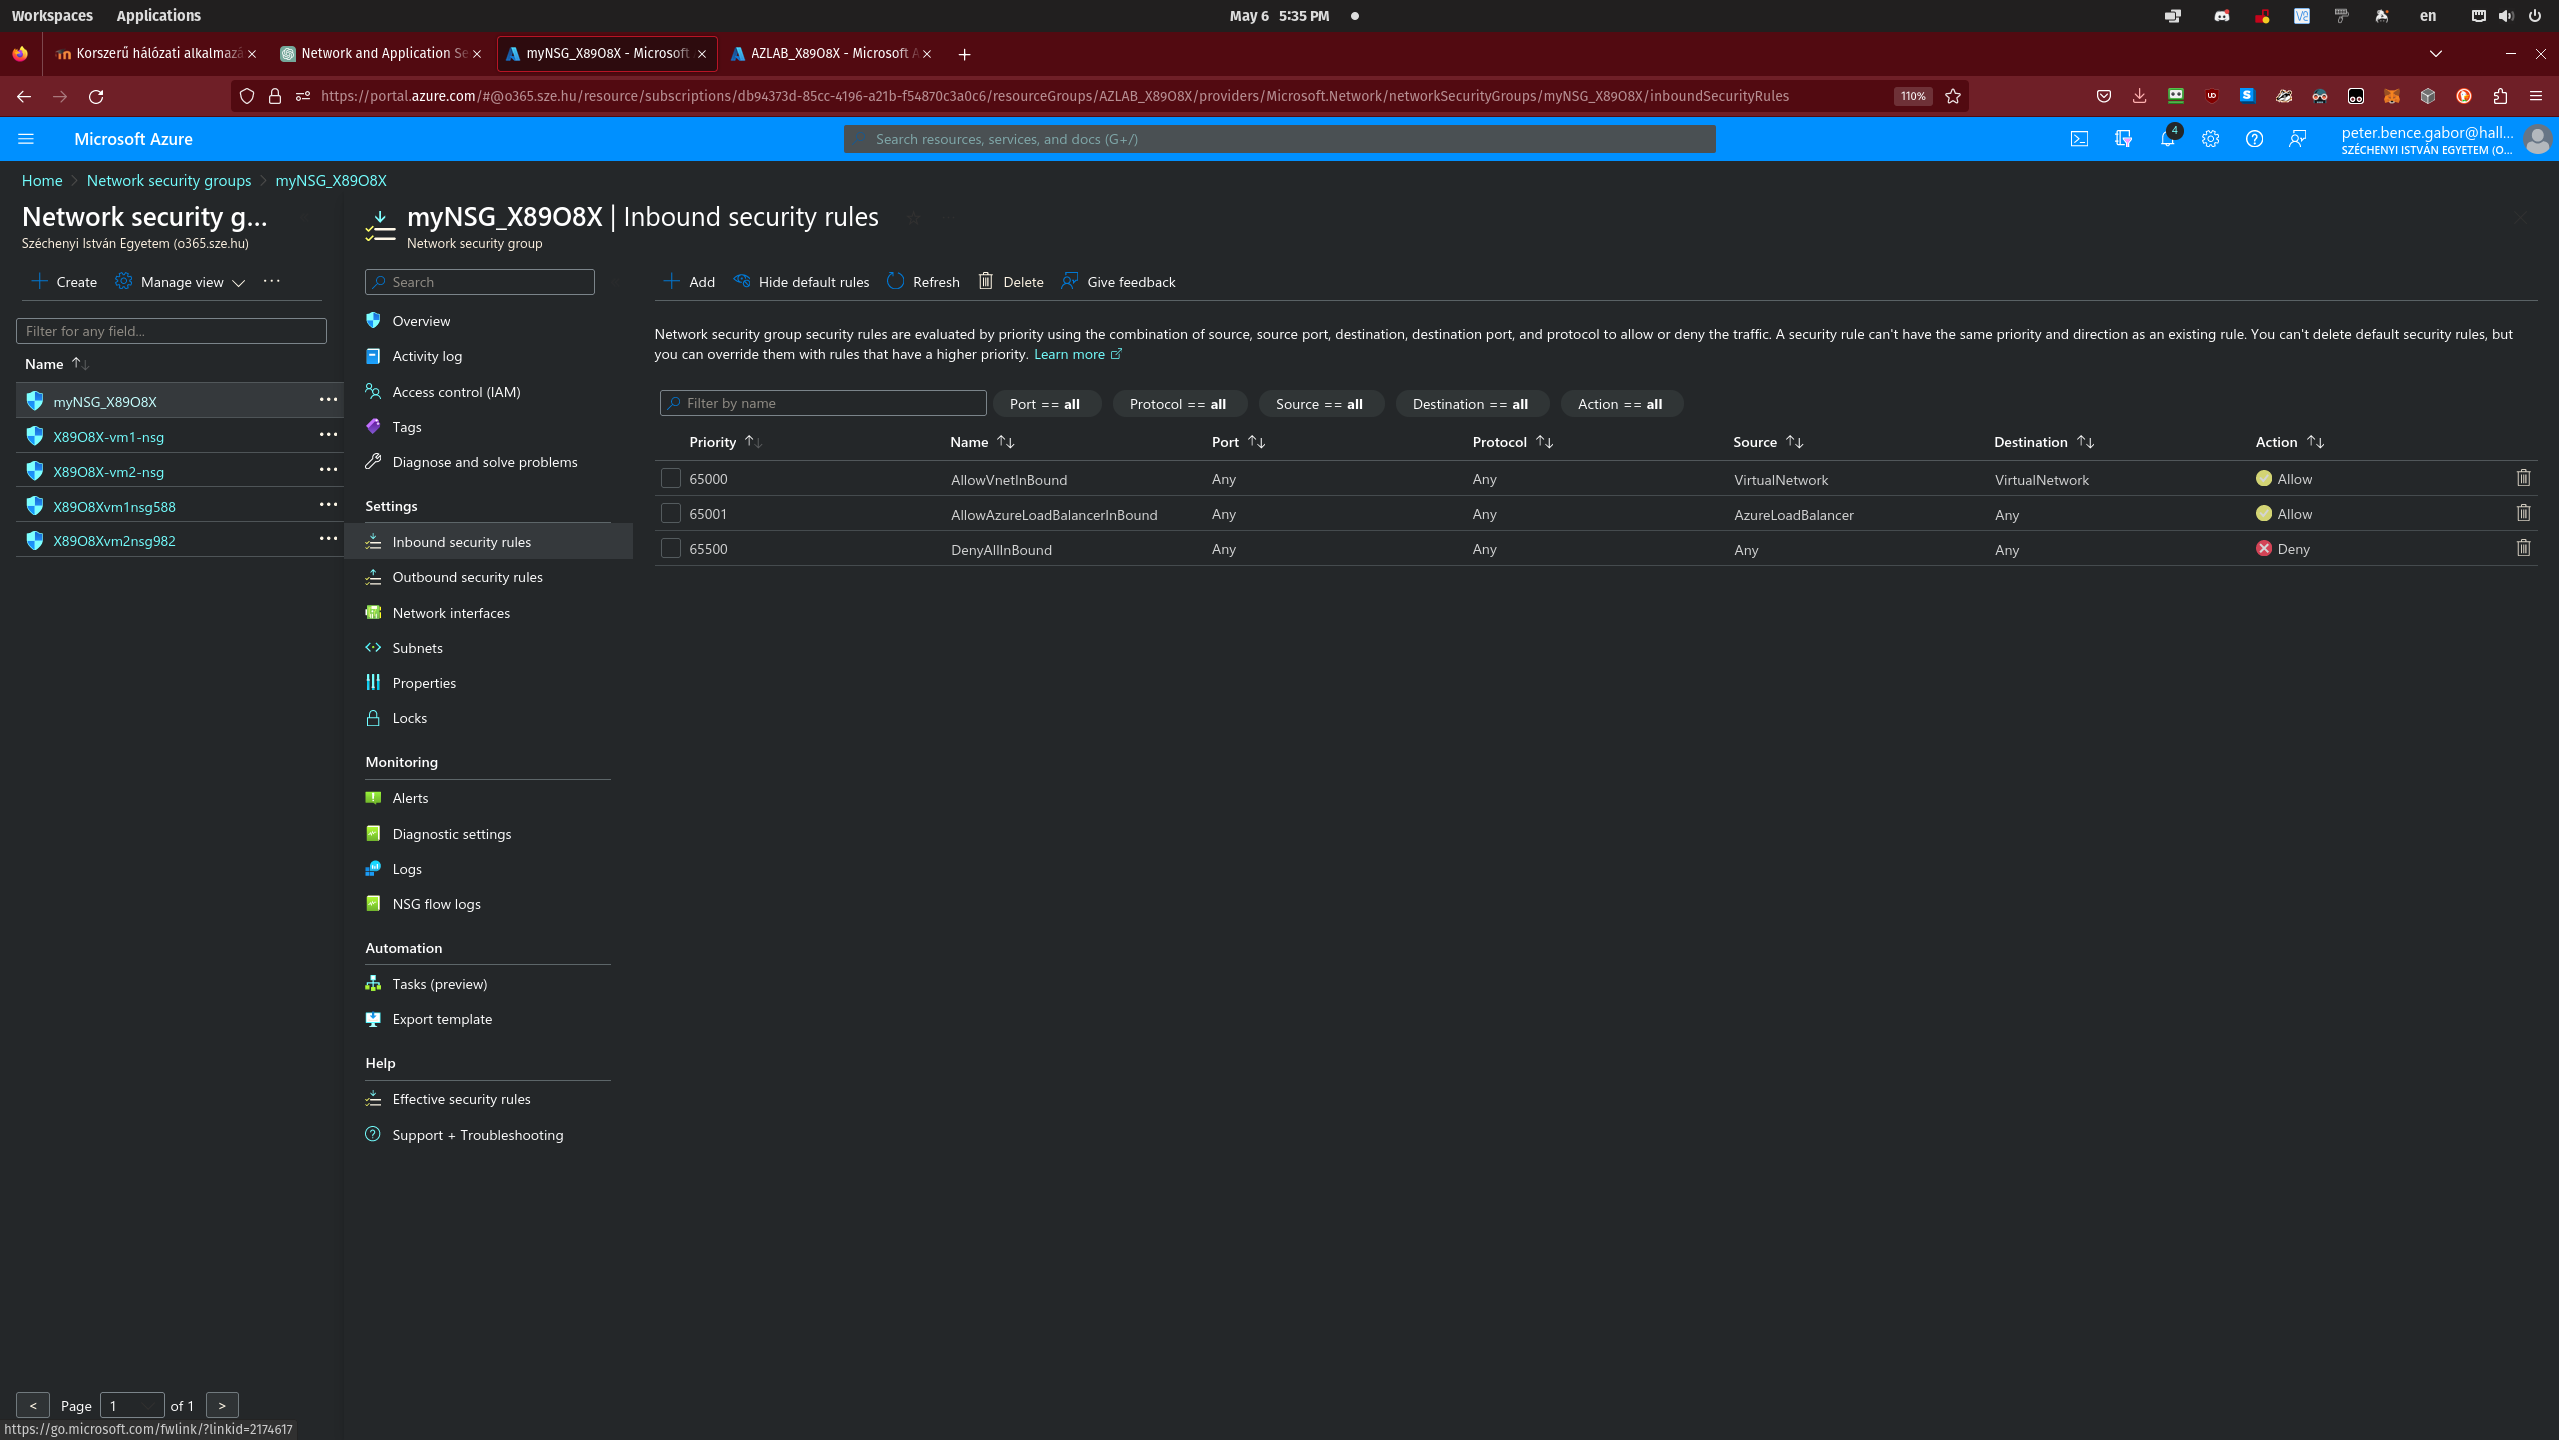 Workspaces Applications May 6 5:35 PM en
Korszerű hálózati alkalmazá Network and Application Se myNSG_X89O8X - Microsoft AZLAB_X89O8X - Microsoft A
https://portal.azure.com/#@o365.sze.hu/resource/subscriptions/db94373d-85cc-4196-a21b-f54870c3a0c6/resourceGroups/AZLAB_X89O8X/providers/Microsoft.Network/networkSecurityGroups/myNSG_X89O8X/inboundSecurityRules 110%
Microsoft Azure Search resources, services, and docs (G+/) 4 peter.bence.gabor@hall...
SZÉCHENYI ISTVÁN EGYETEM (O...
Home > Network security groups > myNSG_X89O8X
Network security g...
Széchenyi István Egyetem (o365.sze.hu)
Create Manage view ...
Filter for any field...
Name
myNSG_X89O8X
X89O8X-vm1-nsg
X89O8X-vm2-nsg
X89O8Xvm1nsg588
X89O8Xvm2nsg982
< Page 1 of 1 >
https://go.microsoft.com/fwlink/?linkid=2174617
myNSG_X89O8X | Inbound security rules
Network security group
Search
Overview
Activity log
Access control (IAM)
Tags
Diagnose and solve problems
Settings
Inbound security rules
Outbound security rules
Network interfaces
Subnets
Properties
Locks
Monitoring
Alerts
Diagnostic settings
Logs
NSG flow logs
Automation
Tasks (preview)
Export template
Help
Effective security rules
Support + Troubleshooting
Add Hide default rules Refresh Delete Give feedback
Network security group security rules are evaluated by priority using the combination of source, source port, destination, destination port, and protocol to allow or deny the traffic. A security rule can't have the same priority and direction as an existing rule. You can't delete default security rules, but
you can override them with rules that have a higher priority. Learn more
Filter by name Port == all Protocol == all Source == all Destination == all Action == all
Priority Name Port Protocol Source Destination Action
65000 AllowVnetInBound Any Any VirtualNetwork VirtualNetwork Allow
65001 AllowAzureLoadBalancerInBound Any Any AzureLoadBalancer Any Allow
65500 DenyAllInBound Any Any Any Any Deny